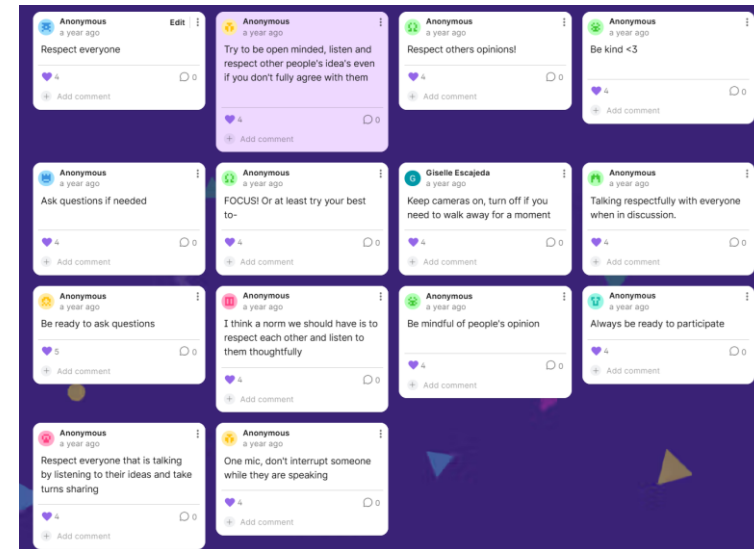 Anonymous
a year ago
Edit
Respect everyone
4
0
Add comment
Anonymous
a year ago
Try to be open minded, listen and
respect other people's idea's even
if you don't fully agree with them
4
0
Add comment
Anonymous
a year ago
Respect others opinions!
4
0
Add comment
Anonymous
a year ago
Be kind <3
4
0
Add comment
Anonymous
a year ago
Ask questions if needed
4
0
Add comment
Anonymous
a year ago
FOCUS! Or at least try your best
to-
4
0
Add comment
G
Giselle Escajeda
a year ago
Keep cameras on, turn off if you
need to walk away for a moment
4
0
Add comment
Anonymous
a year ago
Talking respectfully with everyone
when in discussion.
4
0
Add comment
Anonymous
a year ago
Be ready to ask questions
5
0
Add comment
Anonymous
a year ago
I think a norm we should have is to
respect each other and listen to
them thoughtfully
4
0
Add comment
Anonymous
a year ago
Be mindful of people's opinion
4
0
Add comment
Anonymous
a year ago
Always be ready to participate
4
0
Add comment
Anonymous
a year ago
Respect everyone that is talking
by listening to their ideas and take
turns sharing
4
0
Add comment
Anonymous
a year ago
One mic, don't interrupt someone
while they are speaking
4
0
Add comment